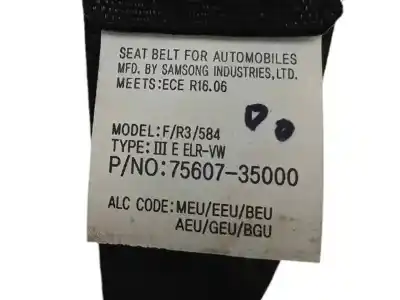 SEAT BELT FOR AUTOMOBILES
MFD. BY SAMSONG INDUSTRIES,LTD.
MEETS:ECE R16.06
MODEL:F/R3/584
TYPE: III E ELR-VW
P/NO:75607-35000
ALC CODE:MEU/EEU/BEU
AEU/GEU/BGU